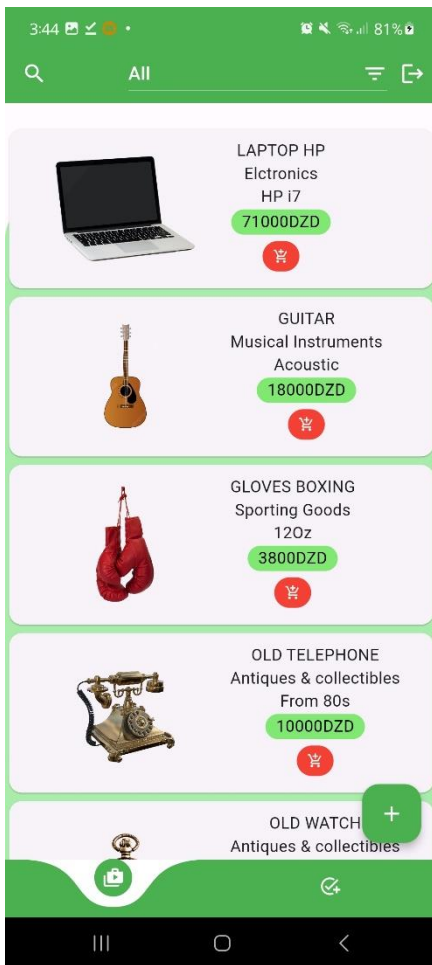 3:44
81%
All
LAPTOP HP
Elctronics
HP i7
71000DZD
GUITAR
Musical Instruments
Acoustic
18000DZD
GLOVES BOXING
Sporting Goods
12Oz
3800DZD
OLD TELEPHONE
Antiques & collectibles
From 80s
10000DZD
OLD WATCH
Antiques & collectibles